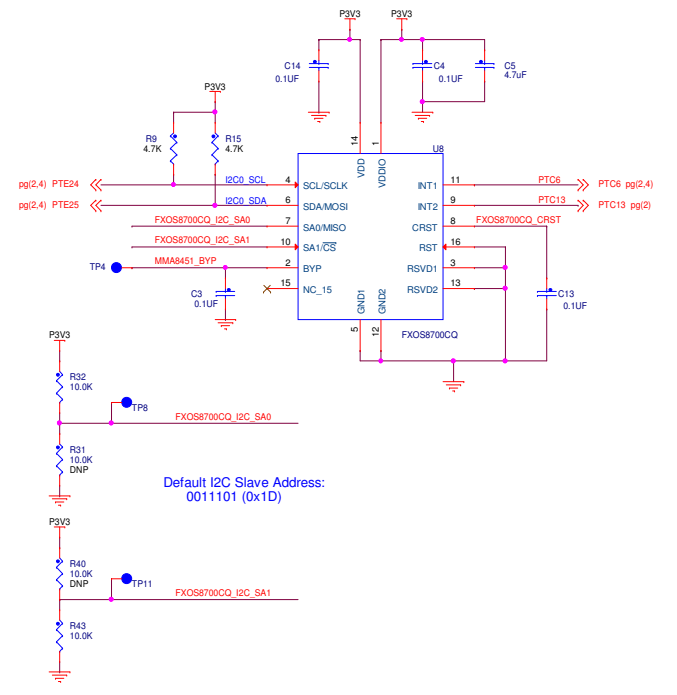 P3V3
P3V3
C14
0.1UF
C4
0.1UF
C5
4.7uF
P3V3
R9
4.7K
R15
4.7K
14
1
U8
VDD
VDDIO
pg(2,4) PTE24
I2C0_SCL
4
SCL/SCLK
INT1
11
PTC6
PTC6 pg(2,4)
pg(2,4) PTE25
I2C0_SDA
6
SDA/MOSI
INT2
9
PTC13
PTC13 pg(2)
FXOS8700CQ_I2C_SA0
7
SA0/MISO
CRST
8
FXOS8700CQ_CRST
FXOS8700CQ_I2C_SA1
10
SA1/CS
RST
16
TP4
MMA8451_BYP
2
BYP
RSVD1
3
15
NC_15
RSVD2
13
C3
0.1UF
C13
0.1UF
GND1
GND2
5
12
FXOS8700CQ
P3V3
R32
10.0K
TP8
FXOS8700CQ_I2C_SA0
R31
10.0K
DNP
Default I2C Slave Address:
0011101 (0x1D)
P3V3
R40
10.0K
DNP
TP11
FXOS8700CQ_I2C_SA1
R43
10.0K